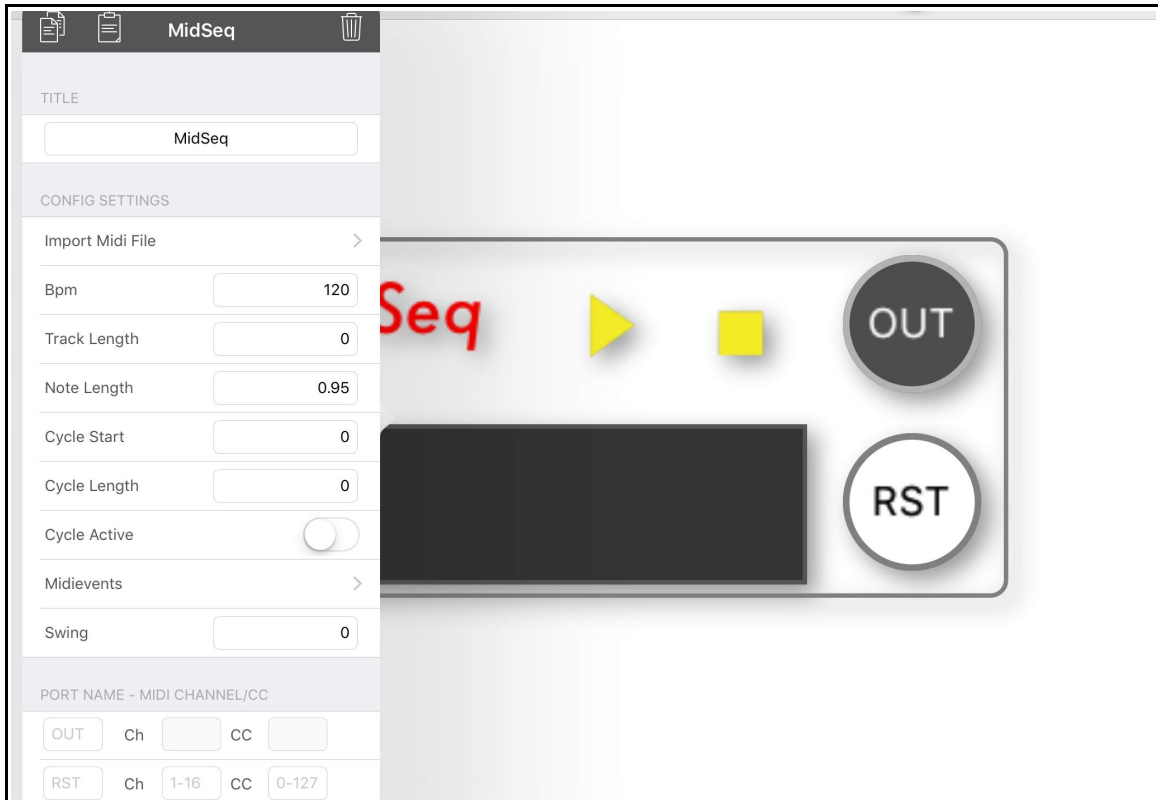 MidSeq
TITLE
MidSeq
CONFIG SETTINGS
Import Midi File
Bpm 120
Track Length 0
Note Length 0.95
Cycle Start 0
Cycle Length 0
Cycle Active
Midievents
Swing 0
PORT NAME - MIDI CHANNEL/CC
OUT Ch CC
RST Ch 1-16 CC 0-127
Seq
OUT
RST